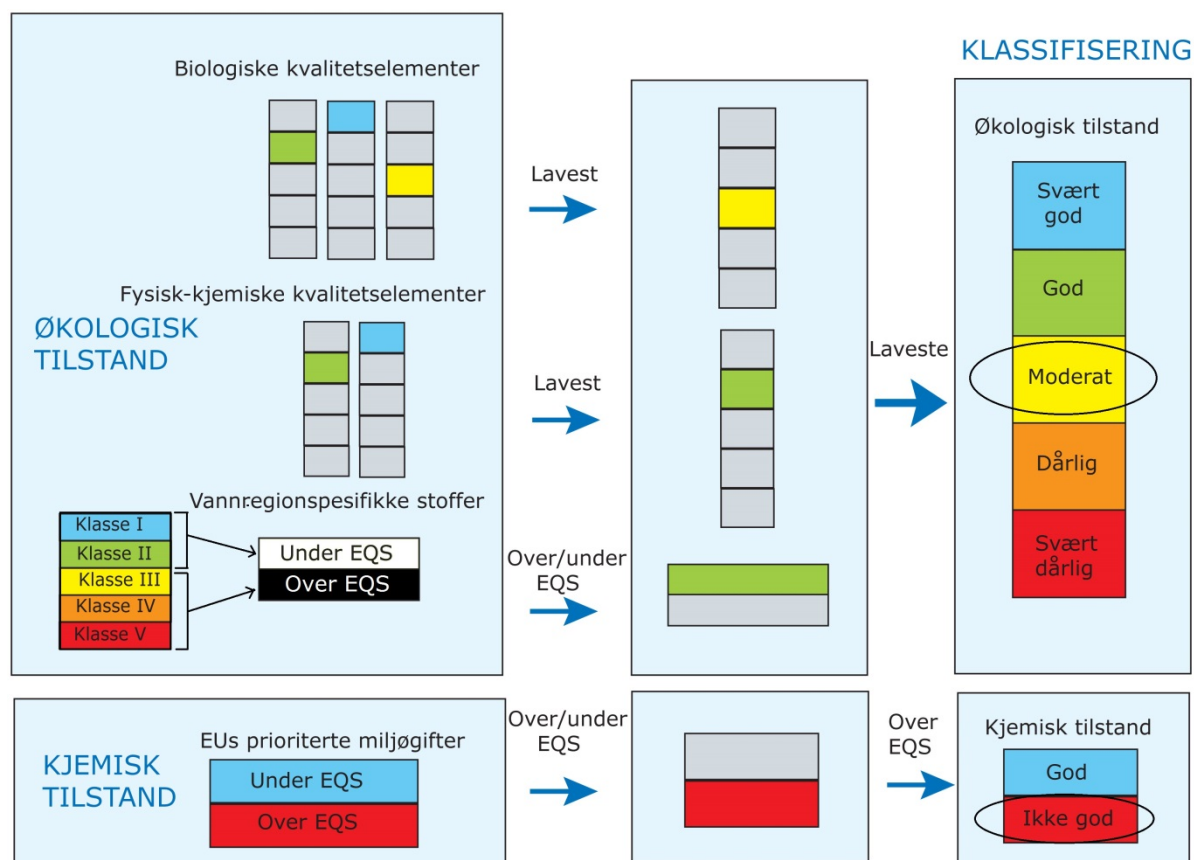 KLASSIFISERING
Biologiske kvalitetselementer
Lavest
Økologisk tilstand
Svært
god
God
Moderat
Dårlig
Svært
dårlig
Fysisk-kjemiske kvalitetselementer
ØKOLOGISK
TILSTAND
Lavest
Laveste
Vannregionspesifikke stoffer
Klasse I
Klasse II
Klasse III
Klasse IV
Klasse V
Under EQS
Over EQS
Over/under
EQS
KJEMISK
TILSTAND
EUs prioriterte miljøgifter
Under EQS
Over EQS
Over/under
EQS
Over
EQS
Kjemisk tilstand
God
Ikke god